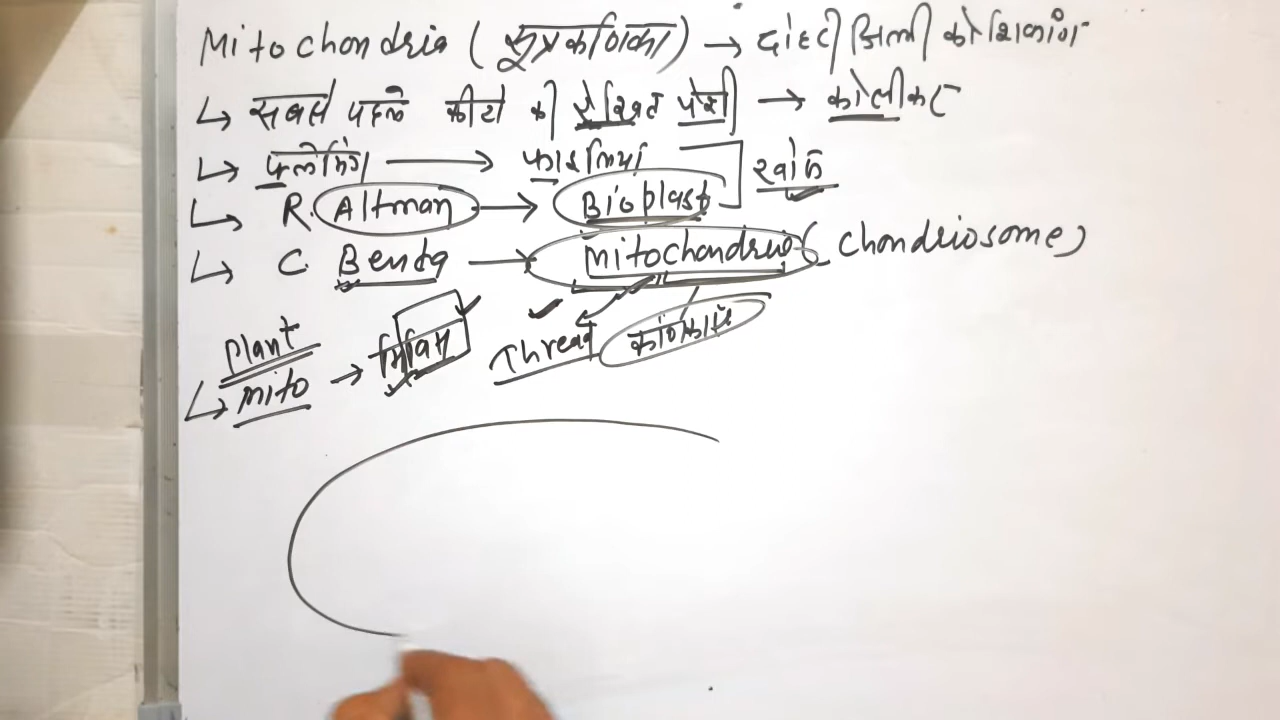 Mitochondria (सूत्रकणिका) → दोहरी झिल्ली कोशिकांग
↳ सबसे पहले कीटों की रेखित पेशी → कोलीकर
↳ फ्लेमिंग → फाइलिया
खोज
↳ R. Altman → Bioplast
↳ C. Benda → Mitochondria (Chondriosome)
Plant Thread
↳ mito →